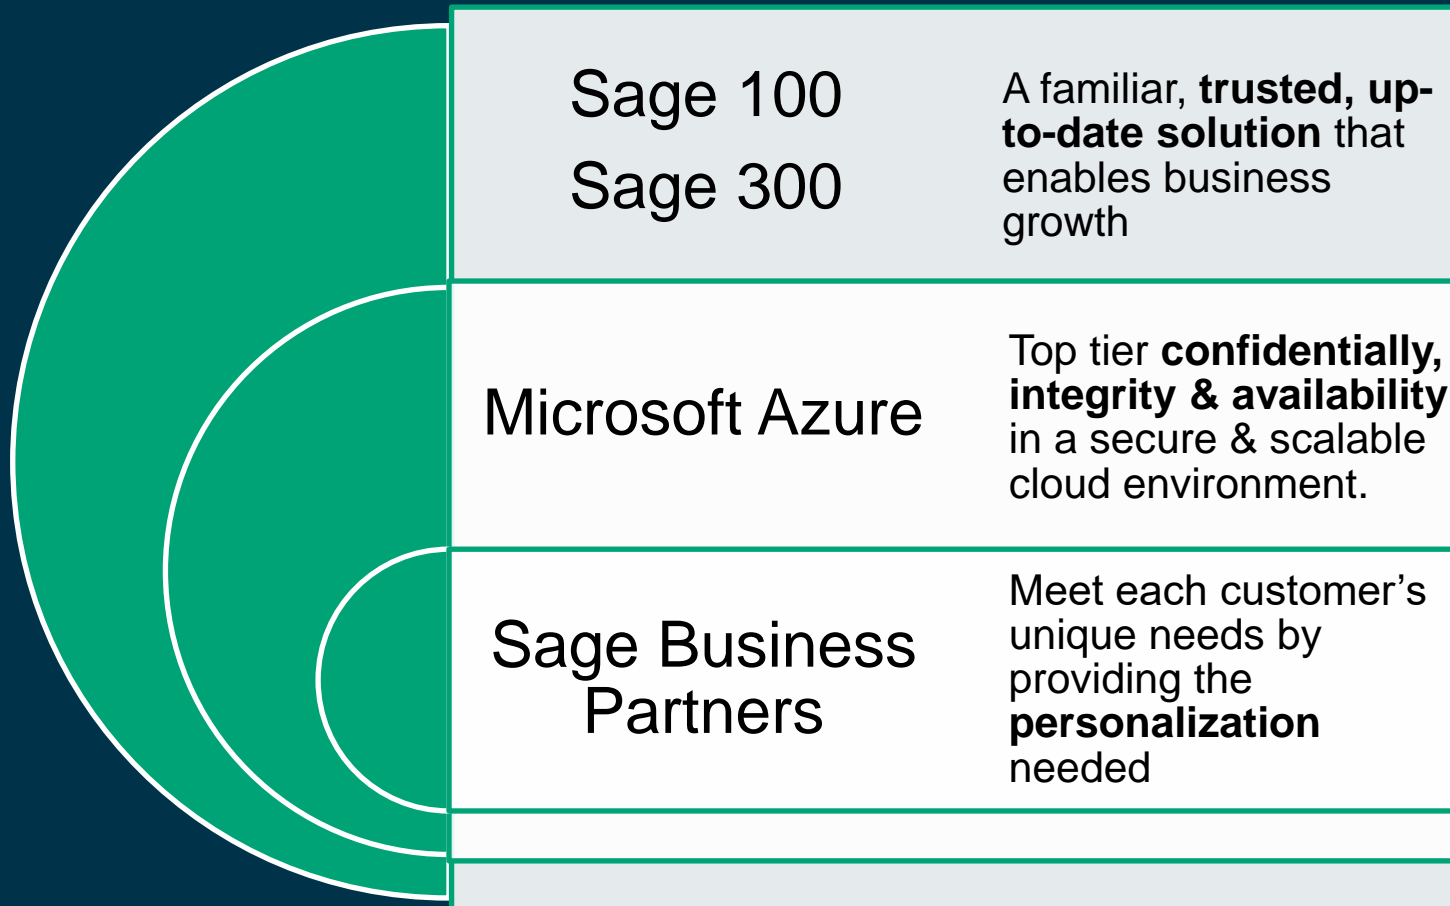 Sage 100
Sage 300
A familiar, trusted, up-
to-date solution that
enables business
growth
Microsoft Azure
Top tier confidentially,
integrity & availability
in a secure & scalable
cloud environment.
Sage Business
Partners
Meet each customer’s
unique needs by
providing the
personalization
needed